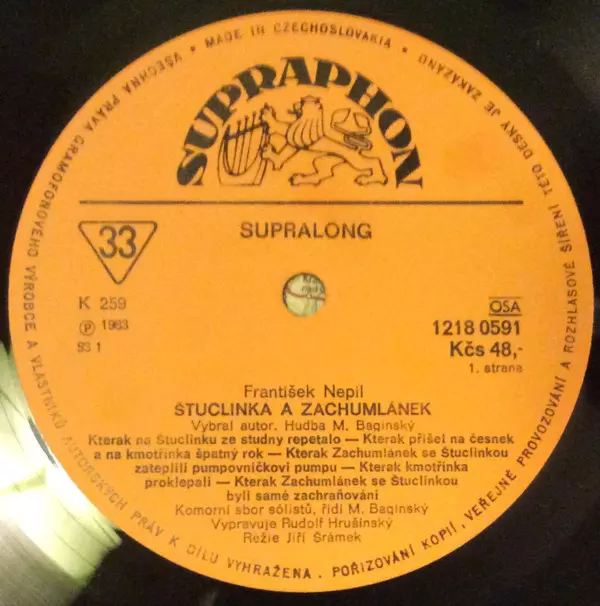 VŠECHNA PRÁVA GRAMOFONOVÉHO VÝROBCE A VLASTNÍKŮ AUTORSKÝCH PRÁV K DÍLU VYHRAŽENA. POŘIZOVÁNÍ KOPIÍ, VEŘEJNÉ PROVOZOVÁNÍ A ROZHLASOVÉ ŠÍŘENÍ TÉTO DESKY JE ZAKÁZÁNO • MADE IN CZECHOSLOVAKIA •
SUPRAPHON
33
SUPRALONG
K 259
Ⓟ 1983
S3 1
OSA
1218 0591
Kčs 48,-
1. strana
František Nepil
ŠTUCLINKA A ZACHUMLÁNEK
Vybral autor. Hudba M. Baginský
Kterak na Štuclinku ze studny repetalo — Kterak přišel na česnek
a na kmotřinka špatný rok — Kterak Zachumlánek se Štuclinkou
zateplili pumpovničkovi pumpu — Kterak kmotřinka
proklepali — Kterak Zachumlánek se Štuclinkou
byli samé zachraňování
Komorní sbor sólistů, řídí M. Baginský
Vypravuje Rudolf Hrušínský
Režie Jiří Šrámek